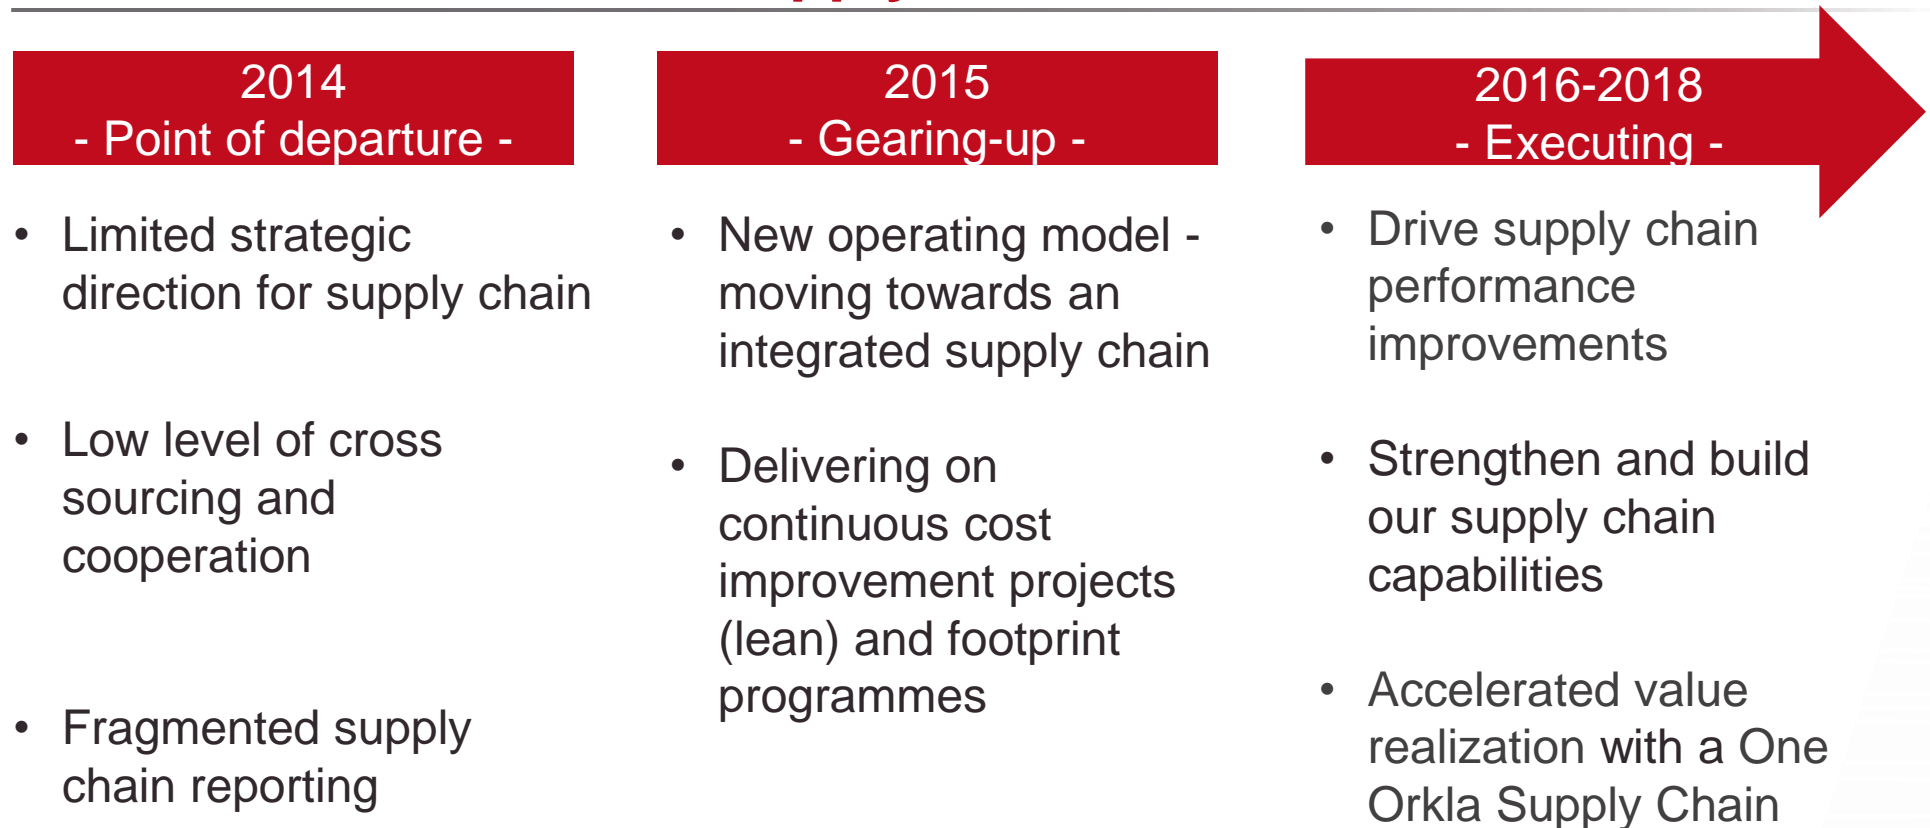 2014
- Point of departure -
• Limited strategic
direction for supply chain
• Low level of cross
sourcing and
cooperation
• Fragmented supply
chain reporting
2015
- Gearing-up -
• New operating model -
moving towards an
integrated supply chain
• Delivering on
continuous cost
improvement projects
(lean) and footprint
programmes
2016-2018
- Executing -
• Drive supply chain
performance
improvements
• Strengthen and build
our supply chain
capabilities
• Accelerated value
realization with a One
Orkla Supply Chain